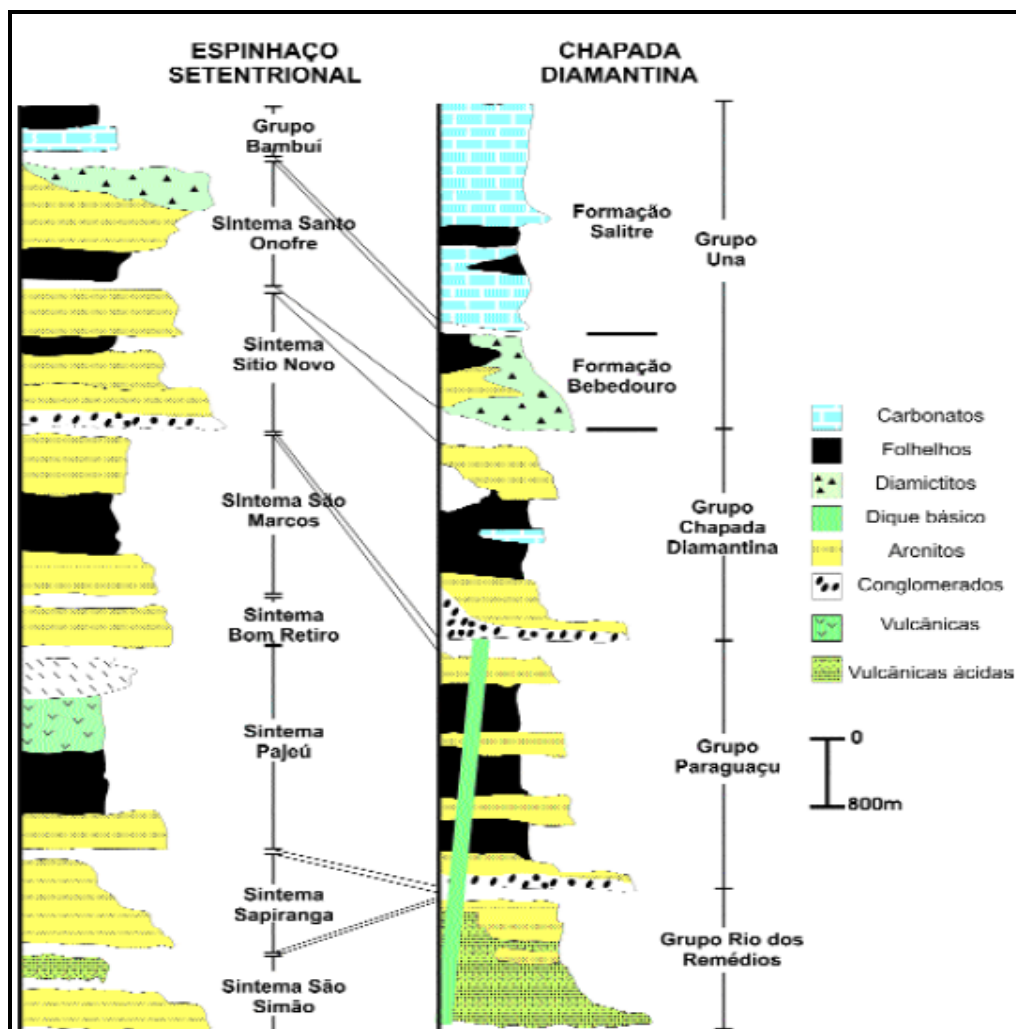 ESPINHAÇO
SETENTRIONAL
Grupo
Bambuí
Sintema Santo
Onofre
Sintema
Sítio Novo
Sintema São
Marcos
Sintema
Bom Retiro
Sintema
Pajeú
Sintema
Sapiranga
Sintema São
Simão
CHAPADA
DIAMANTINA
Formação
Salitre
Grupo
Una
Formação
Bebedouro
Grupo
Chapada
Diamantina
Grupo
Paraguaçu
Grupo Rio dos
Remédios
Carbonatos
Folhelhos
Diamictitos
Dique básico
Arenitos
Conglomerados
Vulcânicas
Vulcânicas ácidas
0
800m